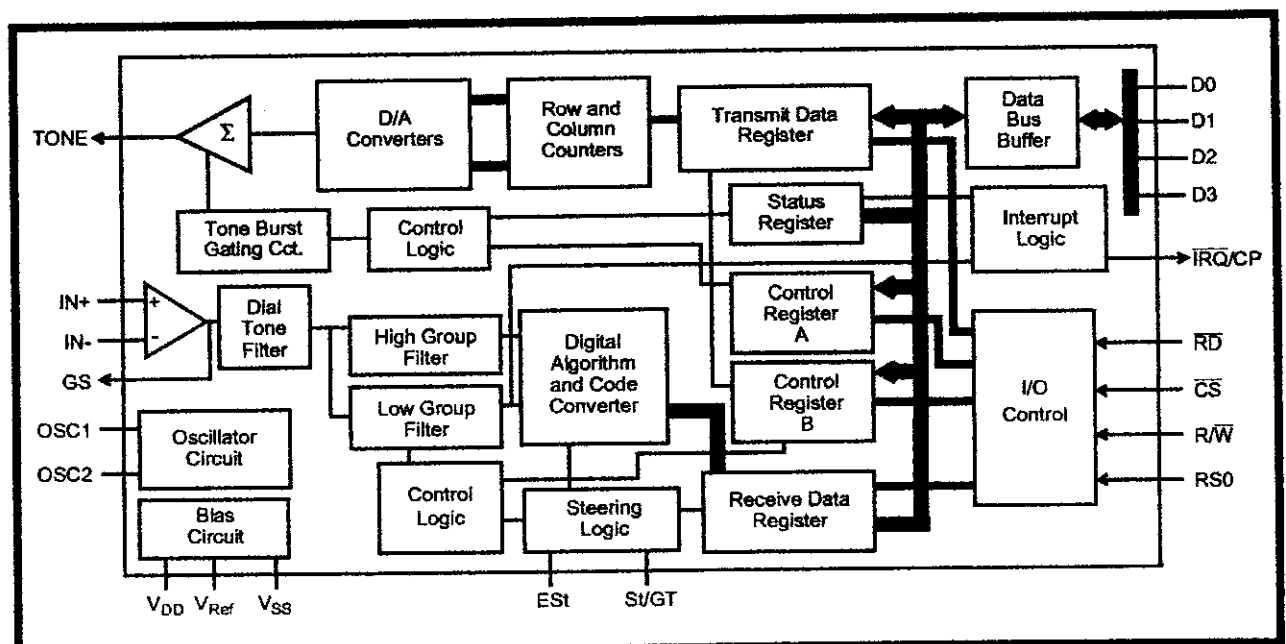 TONE
Σ
D/A
Converters
Row and
Column
Counters
Transmit Data
Register
Data
Bus
Buffer
D0
D1
D2
D3
Tone Burst
Gating Cct.
Control
Logic
Status
Register
Interrupt
Logic
I̅R̅Q̅/CP
IN+
IN-
GS
+
-
Dial
Tone
Filter
High Group
Filter
Low Group
Filter
Digital
Algorithm
and Code
Converter
Control
Register
A
Control
Register
B
I/O
Control
R̅D̅
C̅S̅
R/W̅
RS0
OSC1
OSC2
Oscillator
Circuit
Bias
Circuit
Control
Logic
Steering
Logic
Receive Data
Register
VDD VRef VSS
ESt St/GT